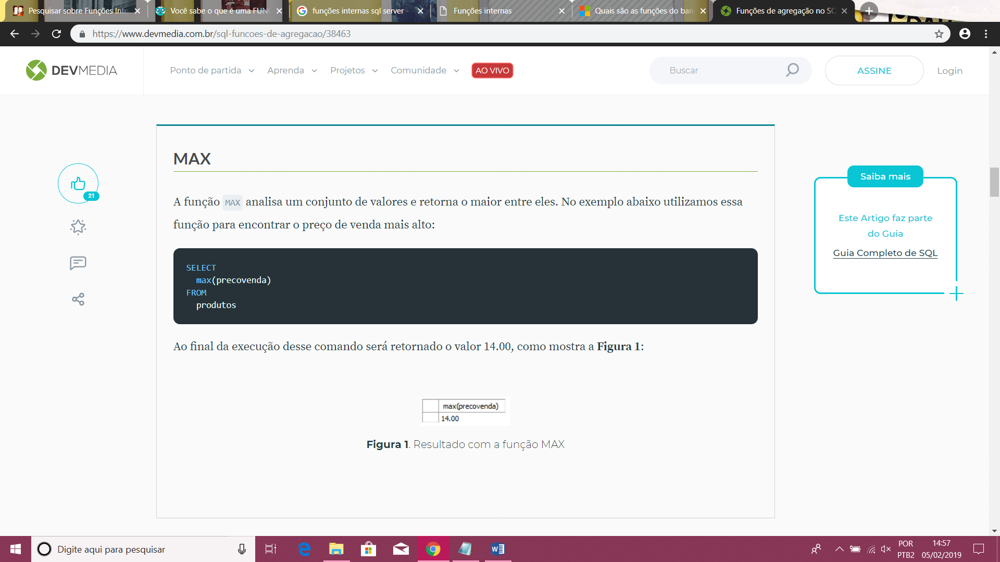 Pesquisar sobre Funções Inte
Você sabe o que é uma FUN
funções internas sql server -
Funções internas
Quais são as funções do ban
Funções de agregação no SQ
https://www.devmedia.com.br/sql-funcoes-de-agregacao/38463
DEVMEDIA
Ponto de partida
Aprenda
Projetos
Comunidade
AO VIVO
Buscar
ASSINE
Login
21
MAX
A função MAX analisa um conjunto de valores e retorna o maior entre eles. No exemplo abaixo utilizamos essa
função para encontrar o preço de venda mais alto:
SELECT
max(precovenda)
FROM
produtos
Ao final da execução desse comando será retornado o valor 14.00, como mostra a Figura 1:
max(precovenda)
14.00
Figura 1. Resultado com a função MAX
Saiba mais
Este Artigo faz parte
do Guia
Guia Completo de SQL
Digite aqui para pesquisar
POR
PTB2
14:57
05/02/2019